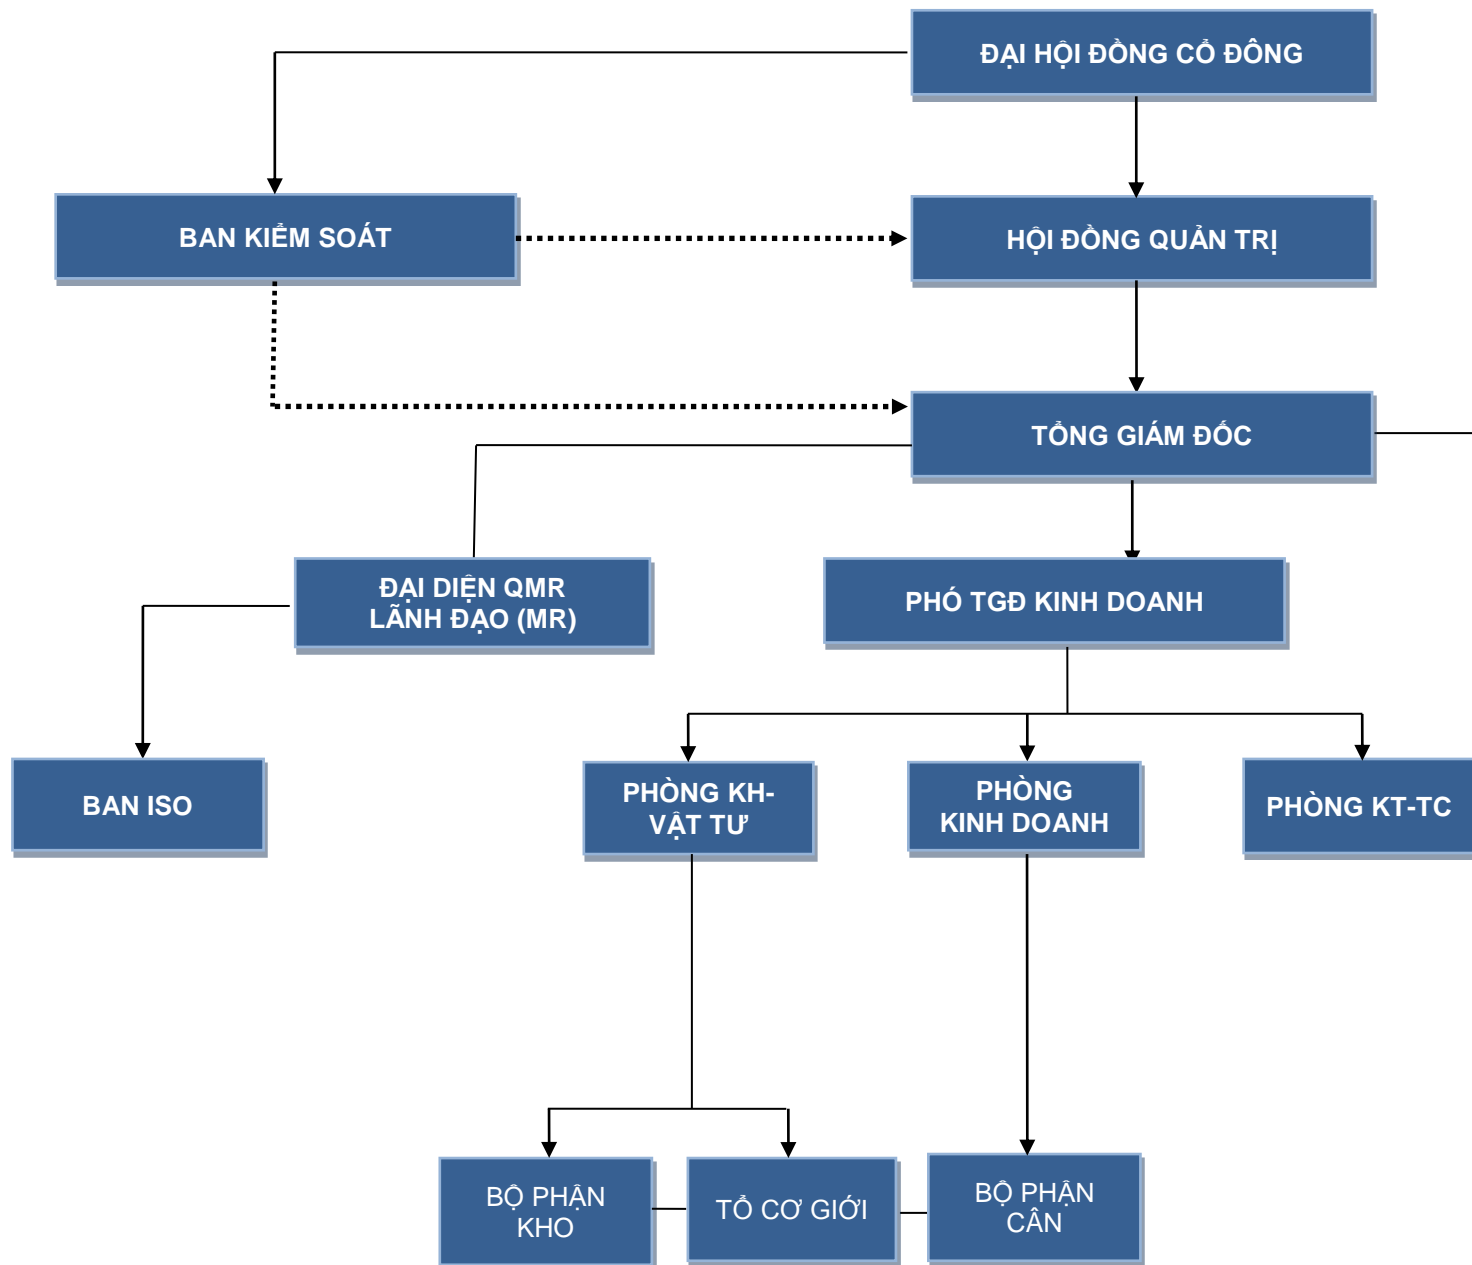 ĐẠI HỘI ĐỒNG CỔ ĐÔNG
BAN KIỂM SOÁT
HỘI ĐỒNG QUẢN TRỊ
TỔNG GIÁM ĐỐC
ĐẠI DIỆN QMR
LÃNH ĐẠO (MR)
PHÓ TGĐ KINH DOANH
BAN ISO
PHÒNG KH-
VẬT TƯ
PHÒNG
KINH DOANH
PHÒNG KT-TC
BỘ PHẬN
KHO
TỔ CƠ GIỚI
BỘ PHẬN
CÂN